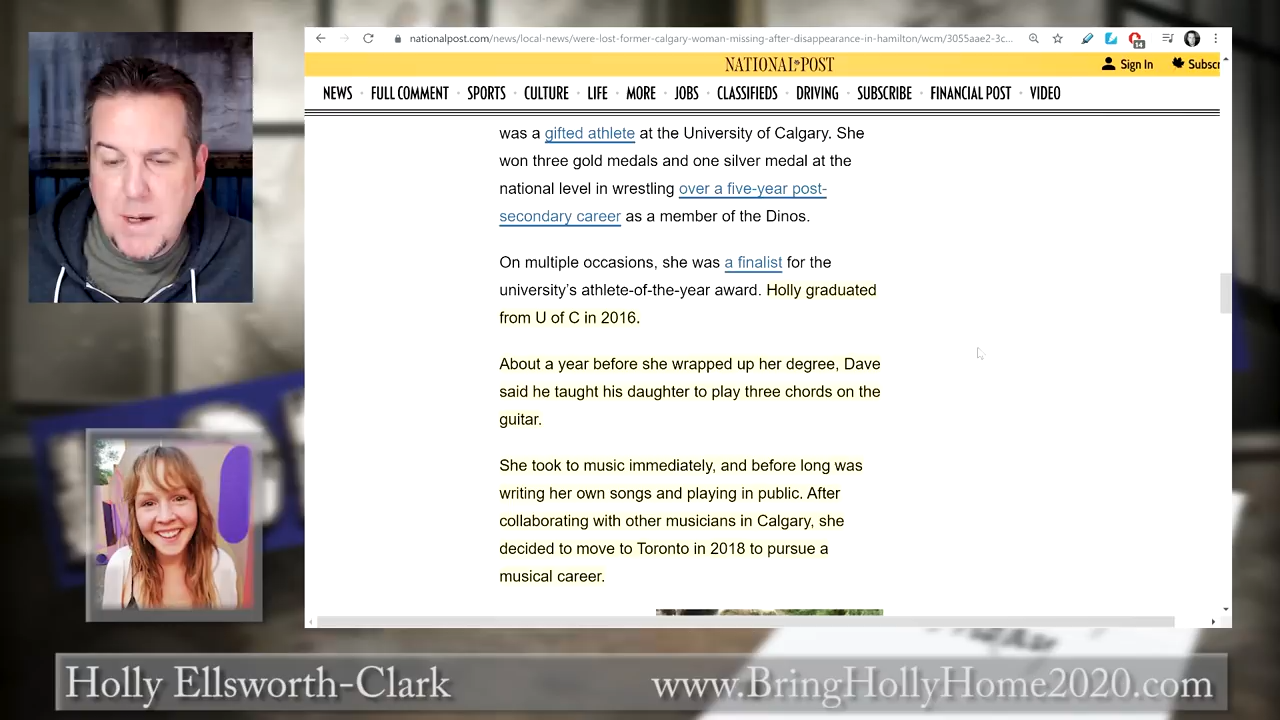 nationalpost.com/news/local-news/were-lost-former-calgary-woman-missing-after-disappearance-in-hamilton/wcm/3055aae2-3c...
14
NATIONAL POST
Sign In
Subscr
NEWS · FULL COMMENT · SPORTS · CULTURE · LIFE · MORE · JOBS · CLASSIFIEDS · DRIVING · SUBSCRIBE · FINANCIAL POST · VIDEO
was a gifted athlete at the University of Calgary. She
won three gold medals and one silver medal at the
national level in wrestling over a five-year post-
secondary career as a member of the Dinos.
On multiple occasions, she was a finalist for the
university’s athlete-of-the-year award. Holly graduated
from U of C in 2016.
About a year before she wrapped up her degree, Dave
said he taught his daughter to play three chords on the
guitar.
She took to music immediately, and before long was
writing her own songs and playing in public. After
collaborating with other musicians in Calgary, she
decided to move to Toronto in 2018 to pursue a
musical career.
Holly Ellsworth-Clark
www.BringHollyHome2020.com